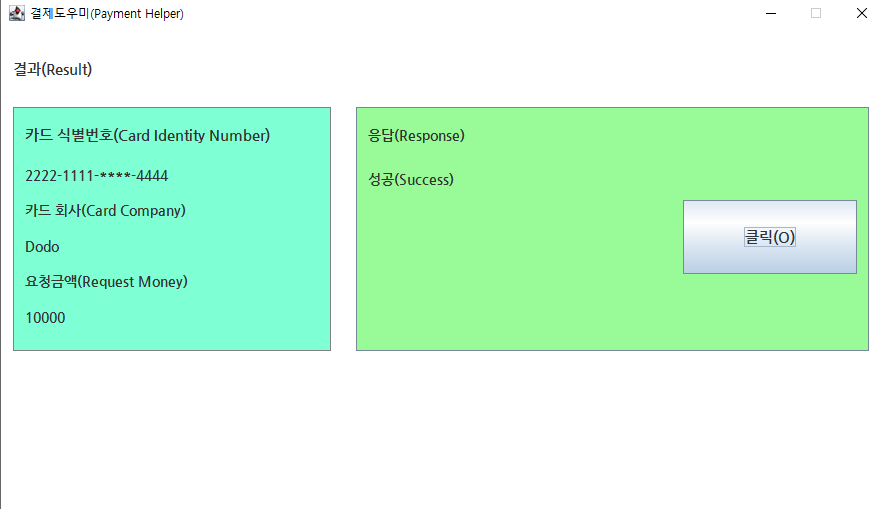 결제도우미(Payment Helper)
결과(Result)
카드 식별번호(Card Identity Number)
2222-1111-****-4444
카드 회사(Card Company)
Dodo
요청금액(Request Money)
10000
응답(Response)
성공(Success)
클릭(O)